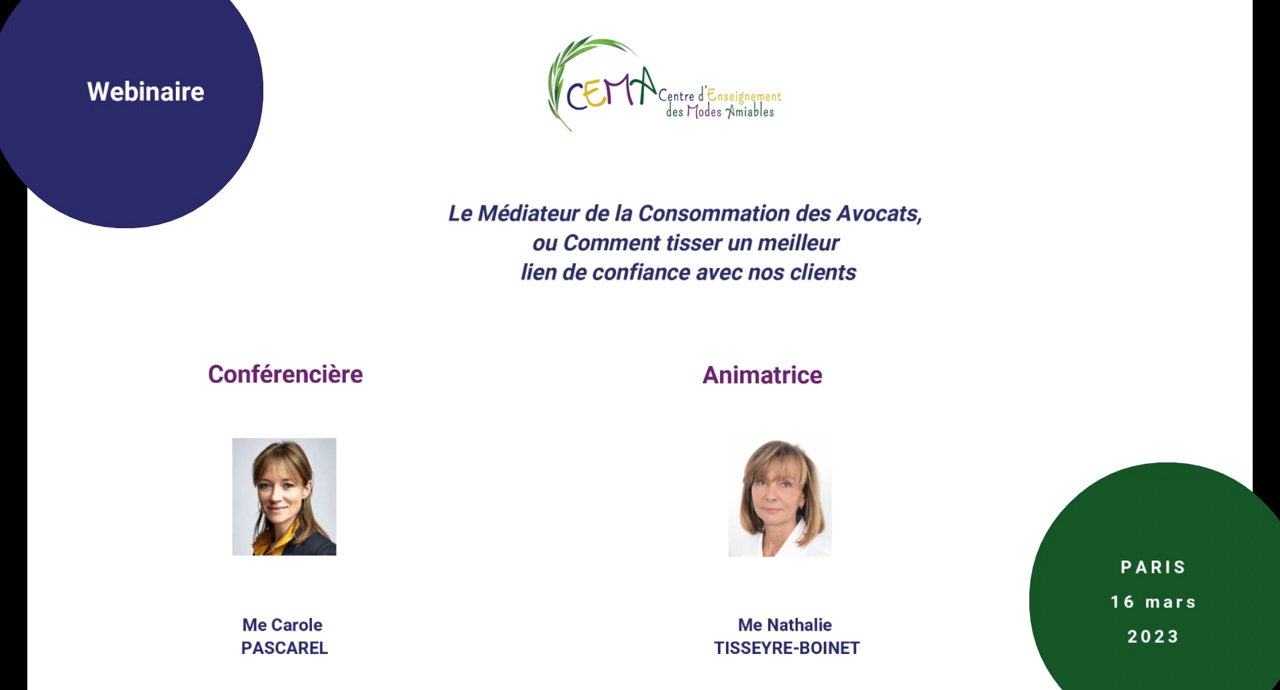 Webinaire
CEMA
Centre d'Enseignement
des Modes Amiables
Le Médiateur de la Consommation des Avocats,
ou Comment tisser un meilleur
lien de confiance avec nos clients
Conférencière
Animatrice
Me Carole
PASCAREL
Me Nathalie
TISSEYRE-BOINET
PARIS
16 mars
2023